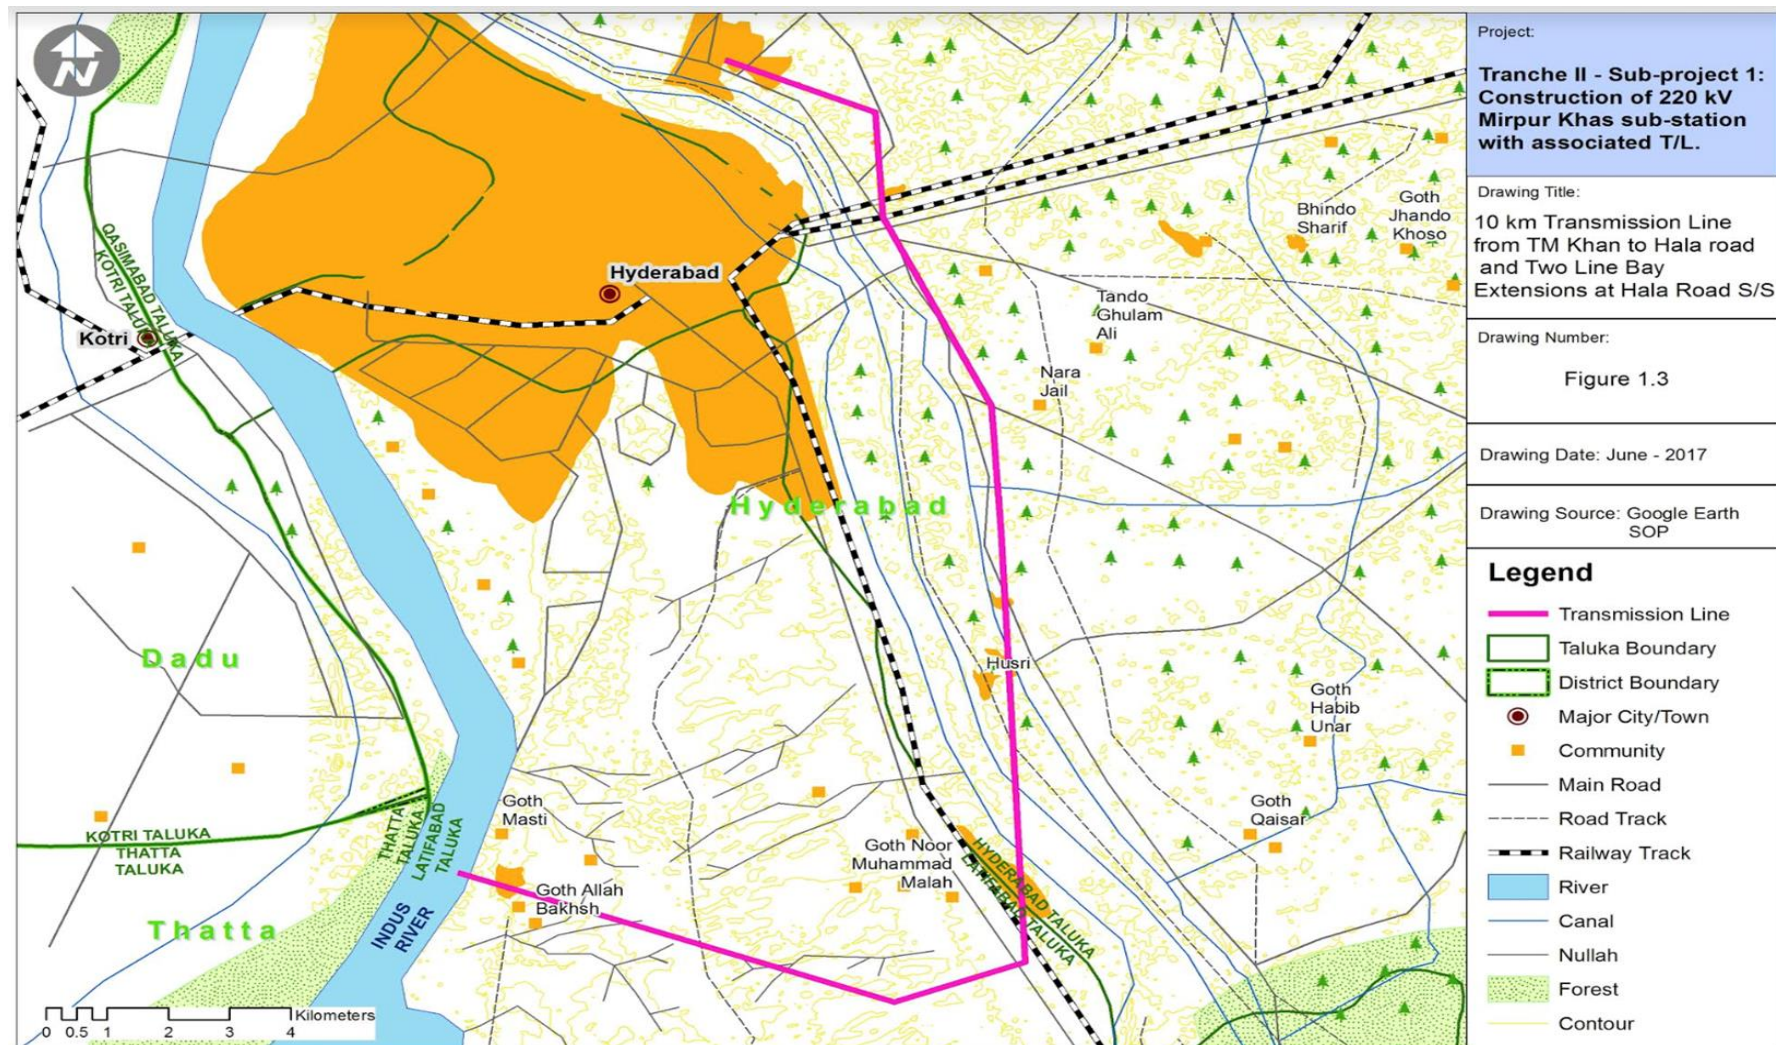 N
Project:
Tranche II - Sub-project 1:
Construction of 220 kV
Mirpur Khas sub-station
with associated T/L.
Drawing Title:
10 km Transmission Line
from TM Khan to Hala road
and Two Line Bay
Extensions at Hala Road S/S
Drawing Number:
Figure 1.3
Drawing Date: June - 2017
Drawing Source: Google Earth
SOP
Legend
Transmission Line
Taluka Boundary
District Boundary
Major City/Town
Community
Main Road
Road Track
Railway Track
River
Canal
Nullah
Forest
Contour
QASIMABAD TALUKA
KOTRI TALUKA
Kotri
Hyderabad
Bhindo
Sharif
Goth
Jhando
Khoso
Tando
Ghulam
Ali
Nara
Jail
Hyderabad
Dadu
Husri
Goth
Habib
Unar
Goth
Masti
Goth
Qaisar
KOTRI TALUKA
THATTA
TALUKA
THATTA
TALUKA
LATIFABAD
TALUKA
Goth Noor
Muhammad
Malah
HYDERABAD TALUKA
LATIFABAD TALUKA
Goth Allah
Bakhsh
Thatta
INDUS
RIVER
0 0.5 1 2 3 4
Kilometers